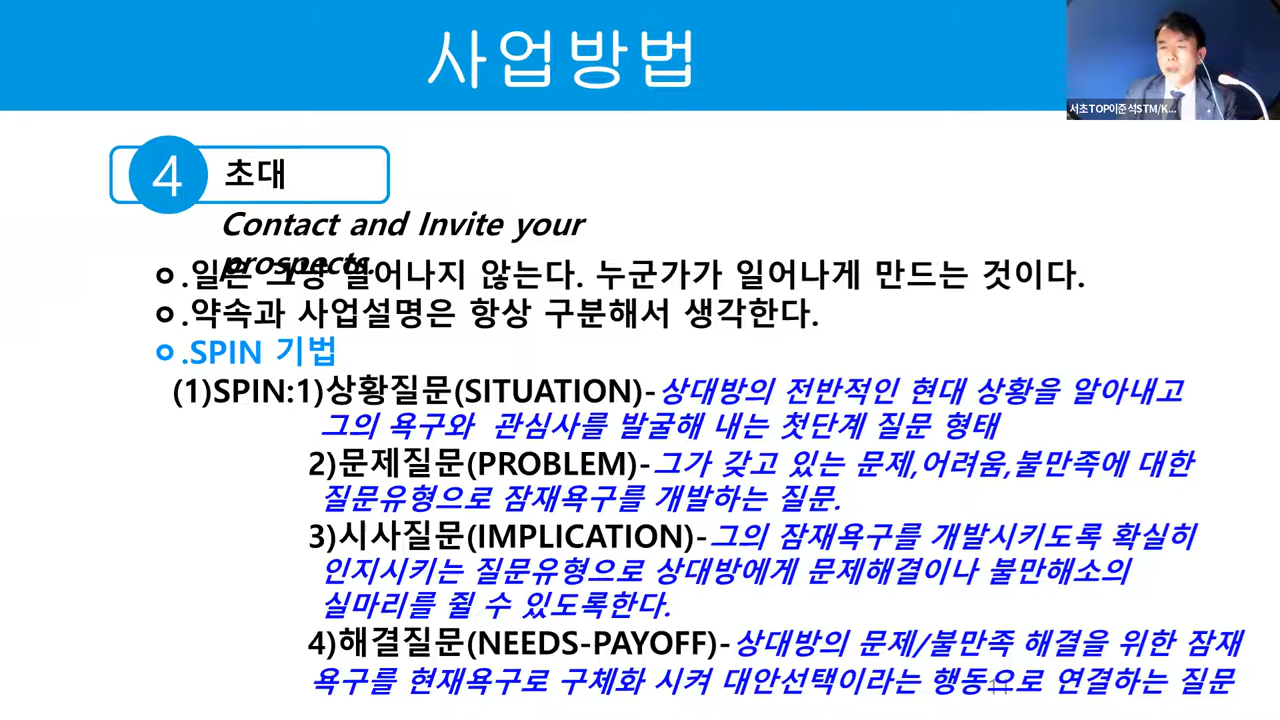 사업방법
서초TOP이준석STM/K...
4 초대
Contact and Invite your
prospects.
ㅇ.일은 그냥 일어나지 않는다. 누군가가 일어나게 만드는 것이다.
ㅇ.약속과 사업설명은 항상 구분해서 생각한다.
ㅇ.SPIN 기법
(1)SPIN:1)상황질문(SITUATION)-상대방의 전반적인 현대 상황을 알아내고
그의 욕구와 관심사를 발굴해 내는 첫단계 질문 형태
2)문제질문(PROBLEM)-그가 갖고 있는 문제,어려움,불만족에 대한
질문유형으로 잠재욕구를 개발하는 질문.
3)시사질문(IMPLICATION)-그의 잠재욕구를 개발시키도록 확실히
인지시키는 질문유형으로 상대방에게 문제해결이나 불만해소의
실마리를 쥘 수 있도록한다.
4)해결질문(NEEDS-PAYOFF)-상대방의 문제/불만족 해결을 위한 잠재
욕구를 현재욕구로 구체화 시켜 대안선택이라는 행동으로 연결하는 질문